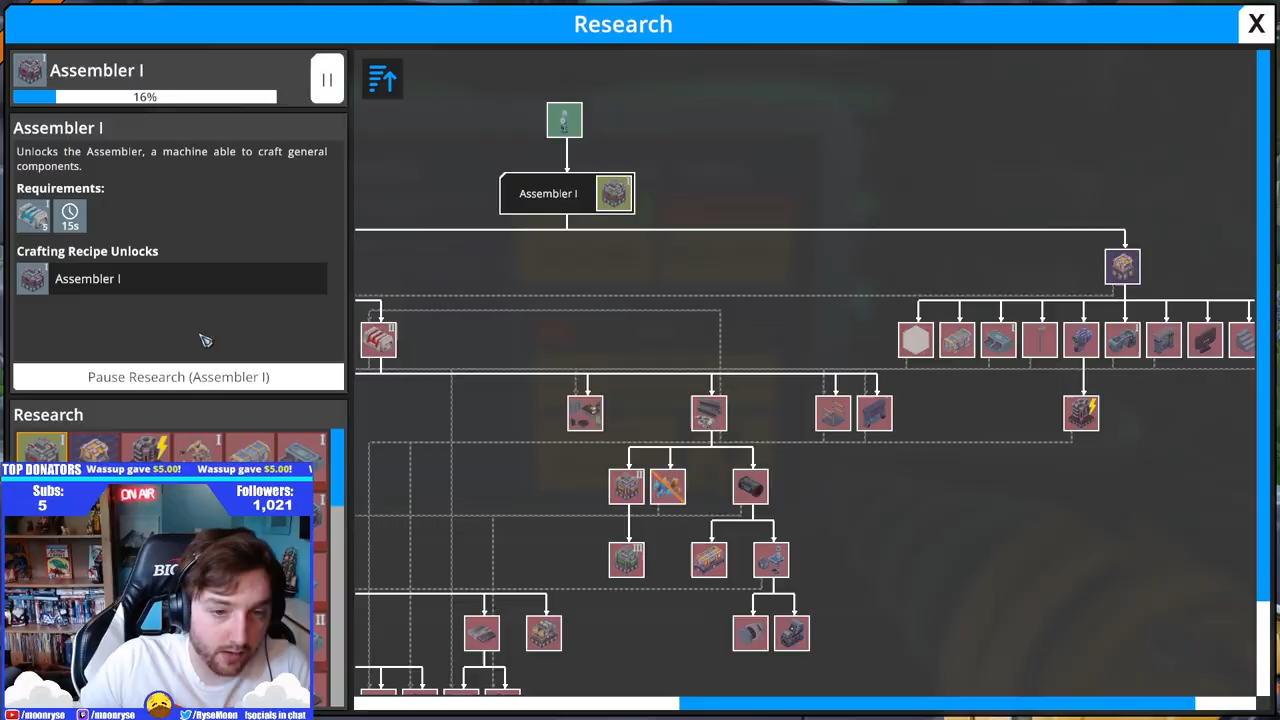 Research
X
Assembler I
16%
Assembler I
Unlocks the Assembler, a machine able to craft general
components.
Requirements:
5
15s
Crafting Recipe Unlocks
Assembler I
Pause Research (Assembler I)
Research
Assembler I
TOP DONATORS Wassup gave $5.00! Wassup gave $5.00!
Subs:
5
ON AIR
Followers:
1,021
/moonryse /moonryse /RyseMoon !socials in chat